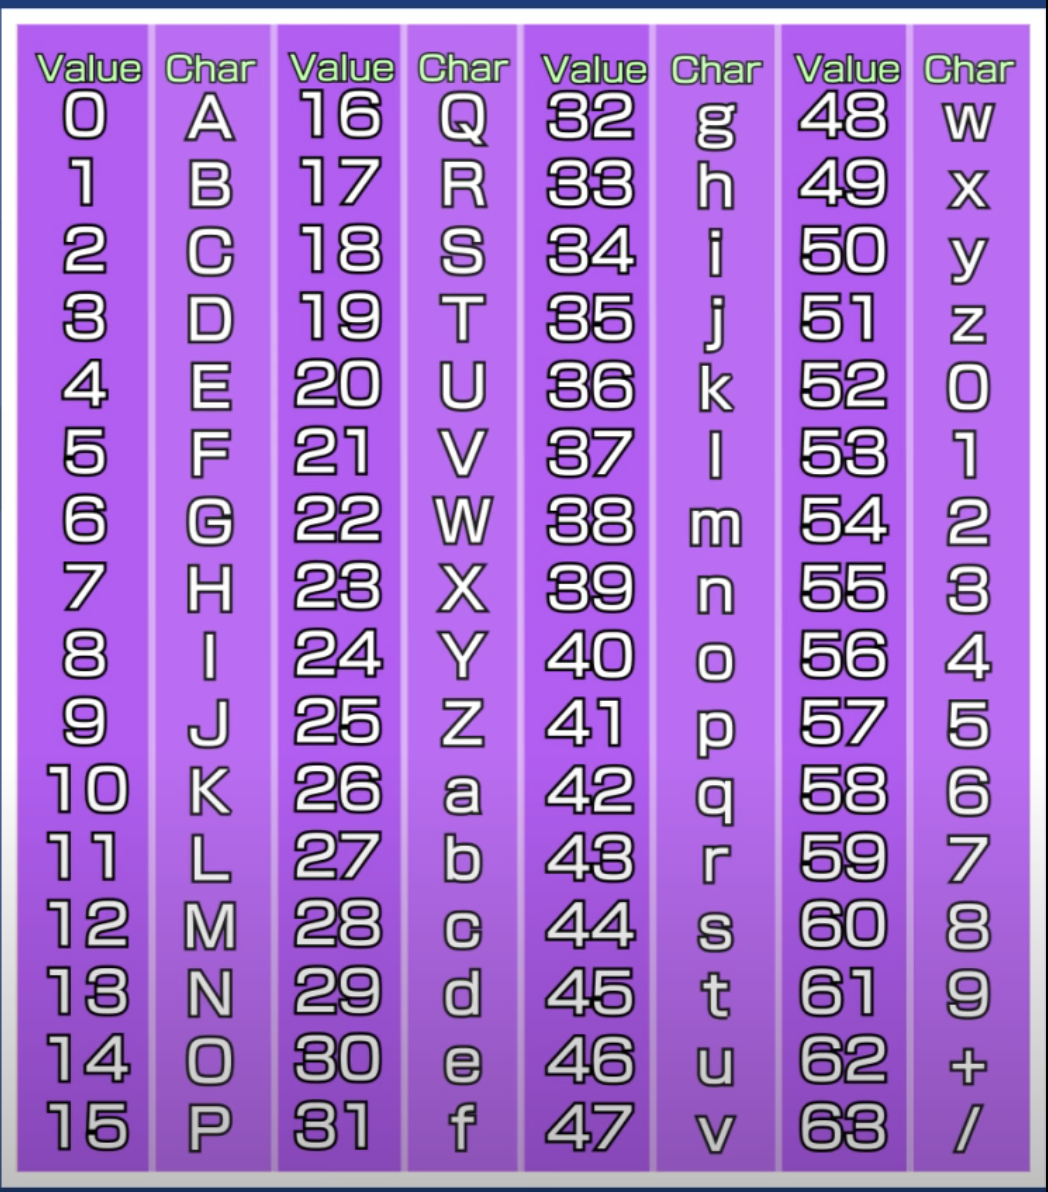 Value Char Value Char Value Char Value Char
0 A 16 Q 32 g 48 w
1 B 17 R 33 h 49 x
2 C 18 S 34 i 50 y
3 D 19 T 35 j 51 z
4 E 20 U 36 k 52 0
5 F 21 V 37 l 53 1
6 G 22 W 38 m 54 2
7 H 23 X 39 n 55 3
8 I 24 Y 40 o 56 4
9 J 25 Z 41 p 57 5
10 K 26 a 42 q 58 6
11 L 27 b 43 r 59 7
12 M 28 c 44 s 60 8
13 N 29 d 45 t 61 9
14 O 30 e 46 u 62 +
15 P 31 f 47 v 63 /